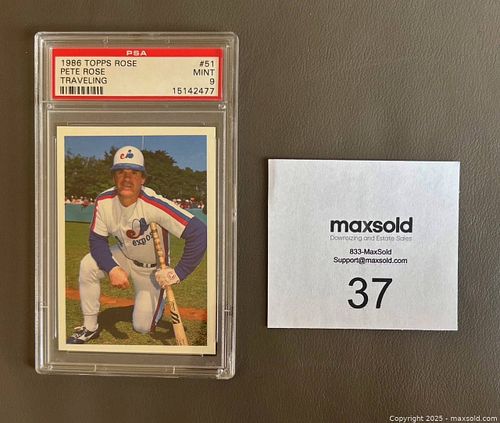 PSA
1986 TOPPS ROSE #51
PETE ROSE MINT
TRAVELING 9
15142477
expos
maxsold
Downsizing and Estate Sales
833-MaxSold
Support@maxsold.com
37
Copyright 2025 - maxsold.com